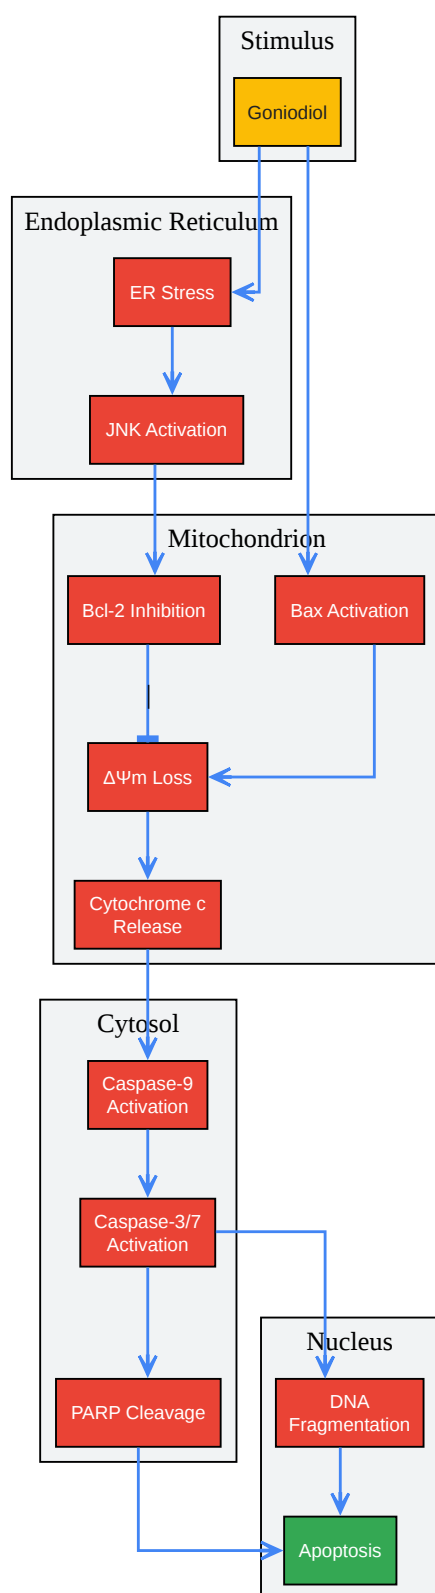 Stimulus
Goniodiol
Endoplasmic Reticulum
ER Stress
JNK Activation
Mitochondrion
Bcl-2 Inhibition
Bax Activation
|
ΔΨm Loss
Cytochrome c
Release
Cytosol
Caspase-9
Activation
Caspase-3/7
Activation
Nucleus
PARP Cleavage
DNA
Fragmentation
Apoptosis